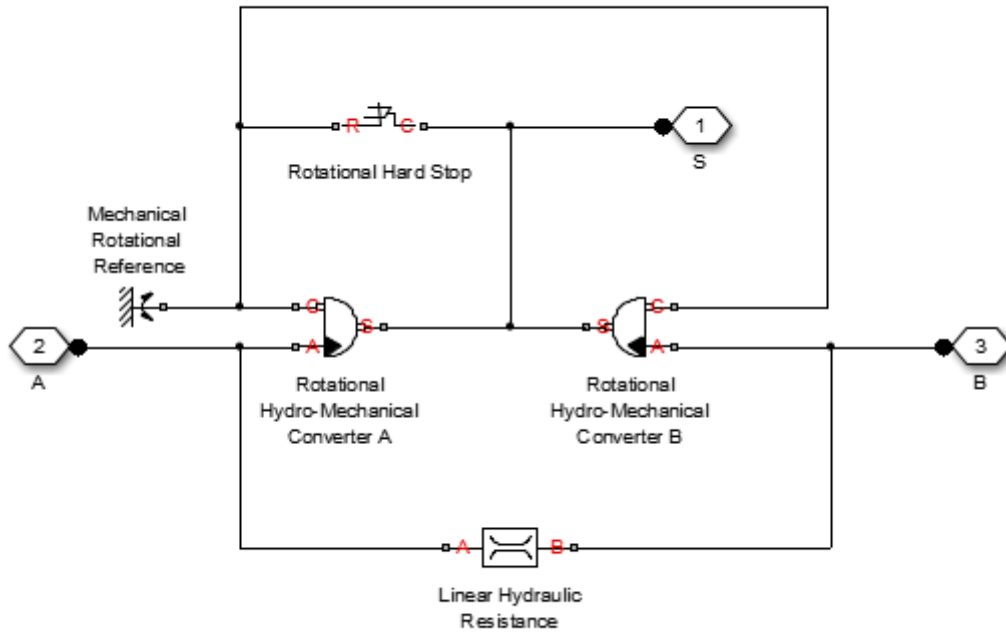 R
C
1
S
Rotational Hard Stop
Mechanical
Rotational
Reference
C
S
S
C
2
A
A
A
3
B
Rotational
Hydro-Mechanical
Converter A
Rotational
Hydro-Mechanical
Converter B
A
B
Linear Hydraulic
Resistance